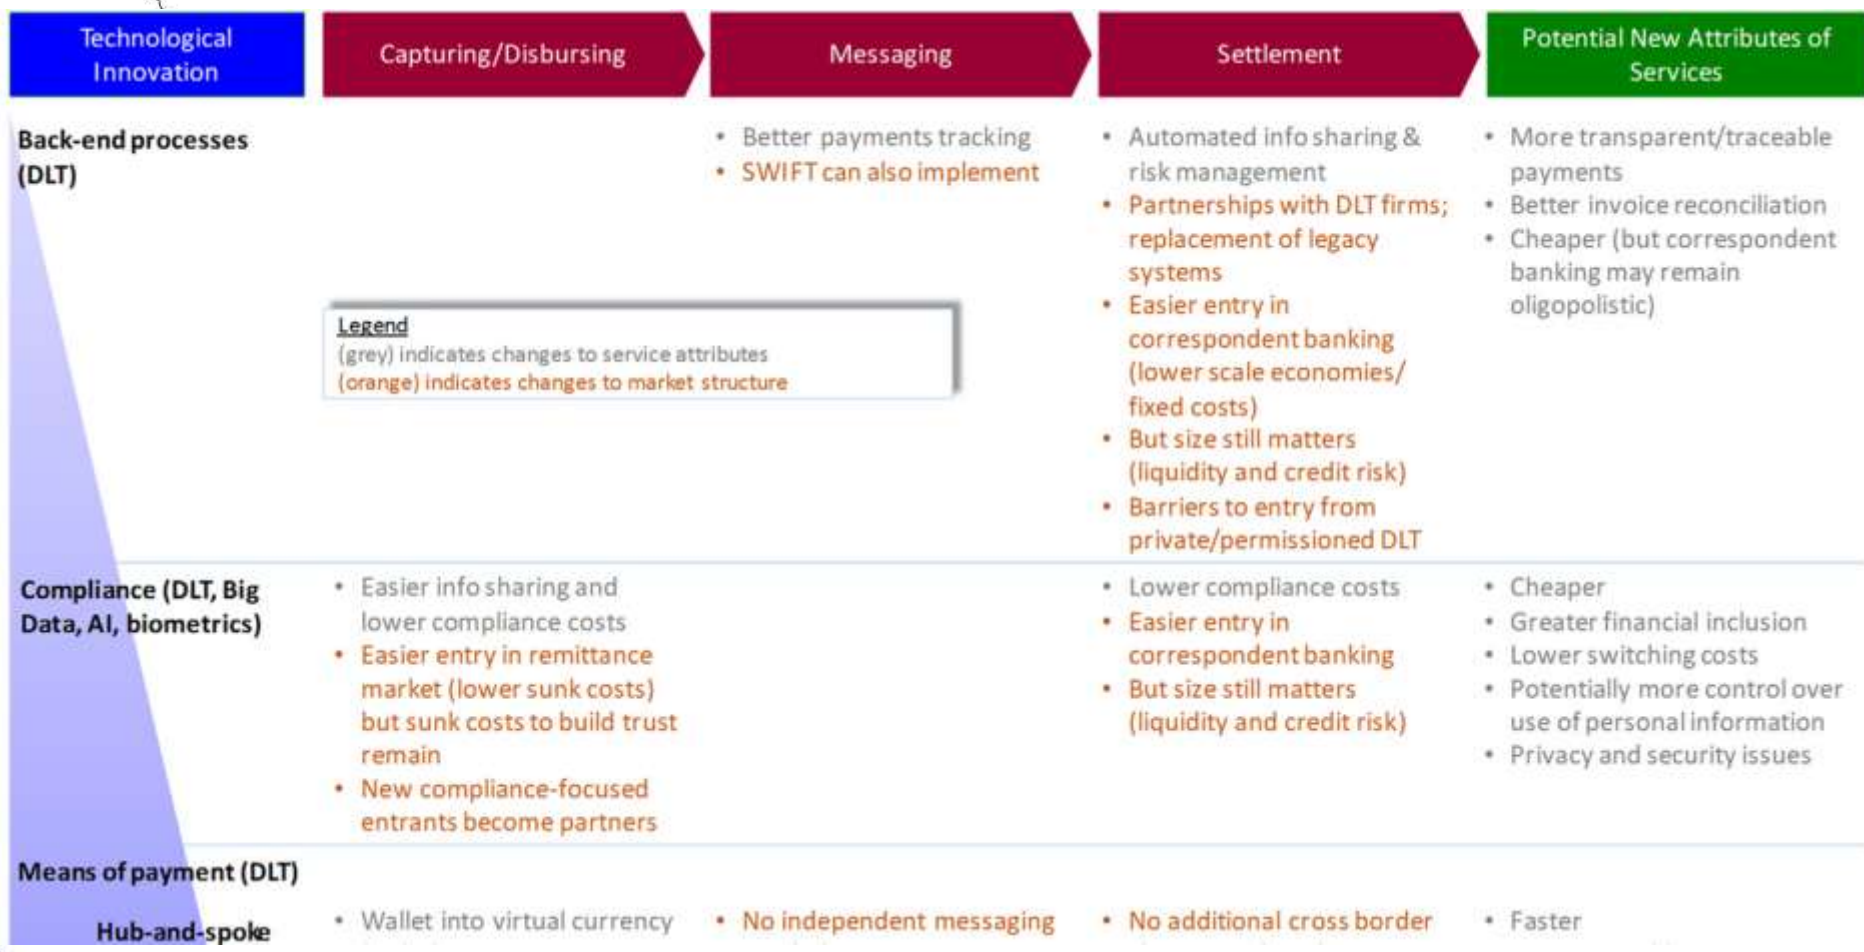 Technological
Innovation
Capturing/Disbursing
Messaging
Settlement
Potential New Attributes of
Services
Back-end processes
(DLT)
• Better payments tracking
• SWIFT can also implement
• Automated info sharing &
risk management
• Partnerships with DLT firms;
replacement of legacy
systems
• Easier entry in
correspondent banking
(lower scale economies/
fixed costs)
• But size still matters
(liquidity and credit risk)
• Barriers to entry from
private/permissioned DLT
• More transparent/traceable
payments
• Better invoice reconciliation
• Cheaper (but correspondent
banking may remain
oligopolistic)
Legend
(grey) indicates changes to service attributes
(orange) indicates changes to market structure
Compliance (DLT, Big
Data, AI, biometrics)
• Easier info sharing and
lower compliance costs
• Easier entry in remittance
market (lower sunk costs)
but sunk costs to build trust
remain
• New compliance-focused
entrants become partners
• Lower compliance costs
• Easier entry in
correspondent banking
• But size still matters
(liquidity and credit risk)
• Cheaper
• Greater financial inclusion
• Lower switching costs
• Potentially more control over
use of personal information
• Privacy and security issues
Means of payment (DLT)
Hub-and-spoke
• Wallet into virtual currency
• No independent messaging
• No additional cross border
• Faster